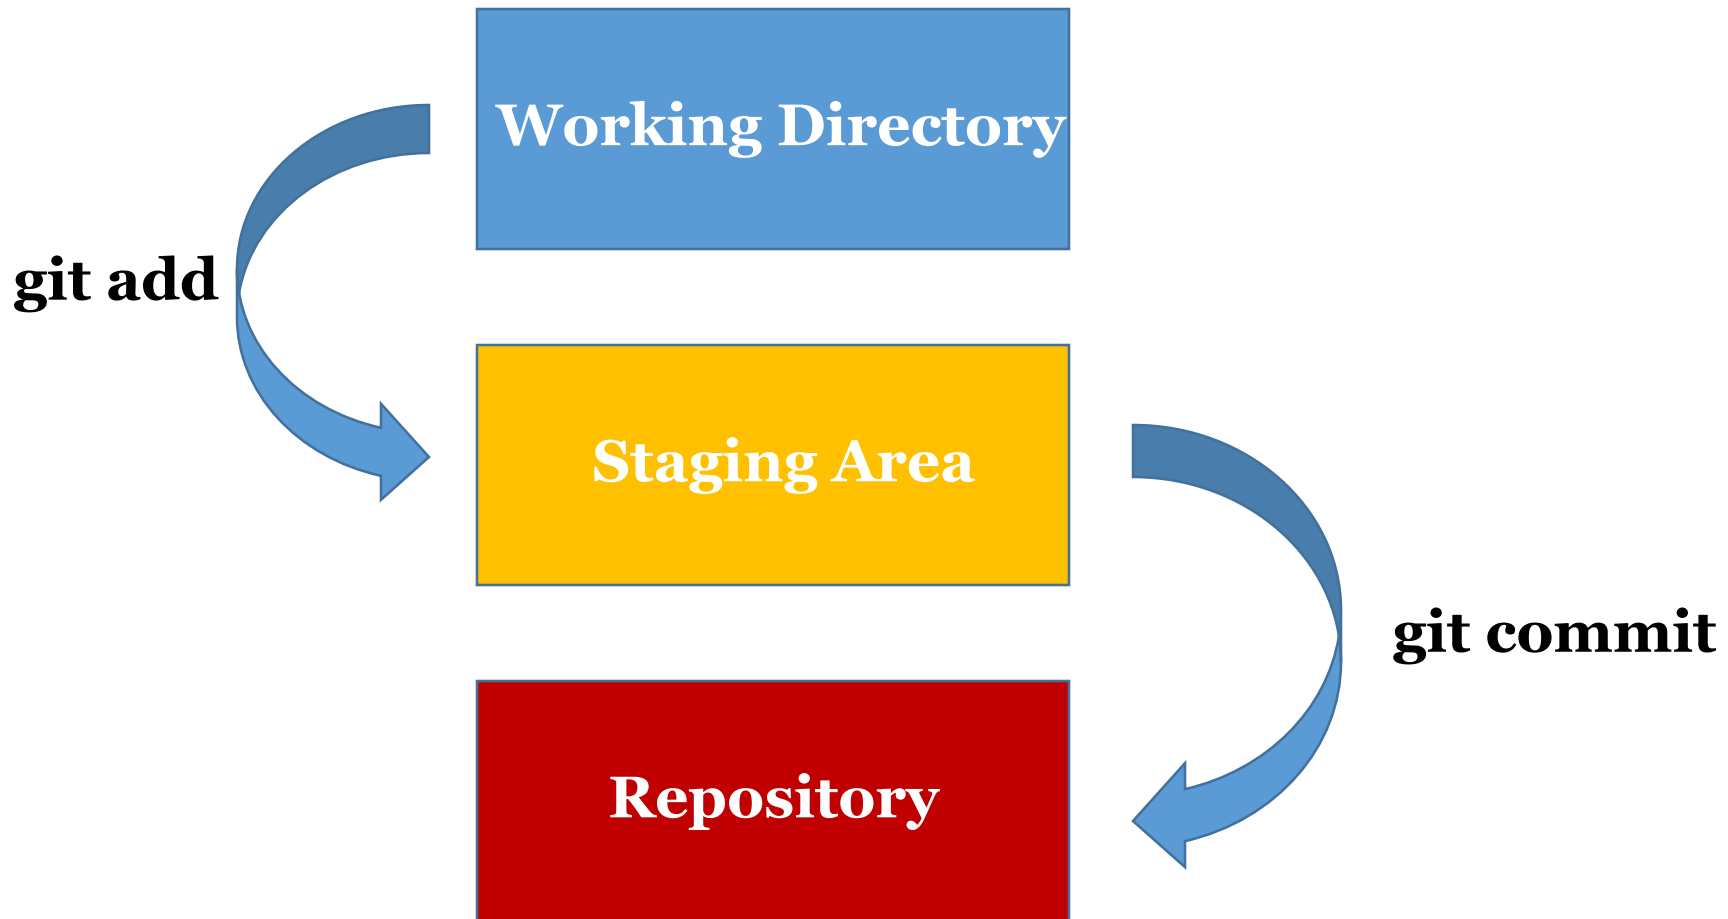 Working Directory
git add
Staging Area
git commit
Repository